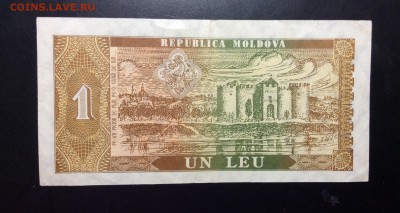 COINS.LAVE.RU
REPUBLICA MOLDOVA
1
UN LEU